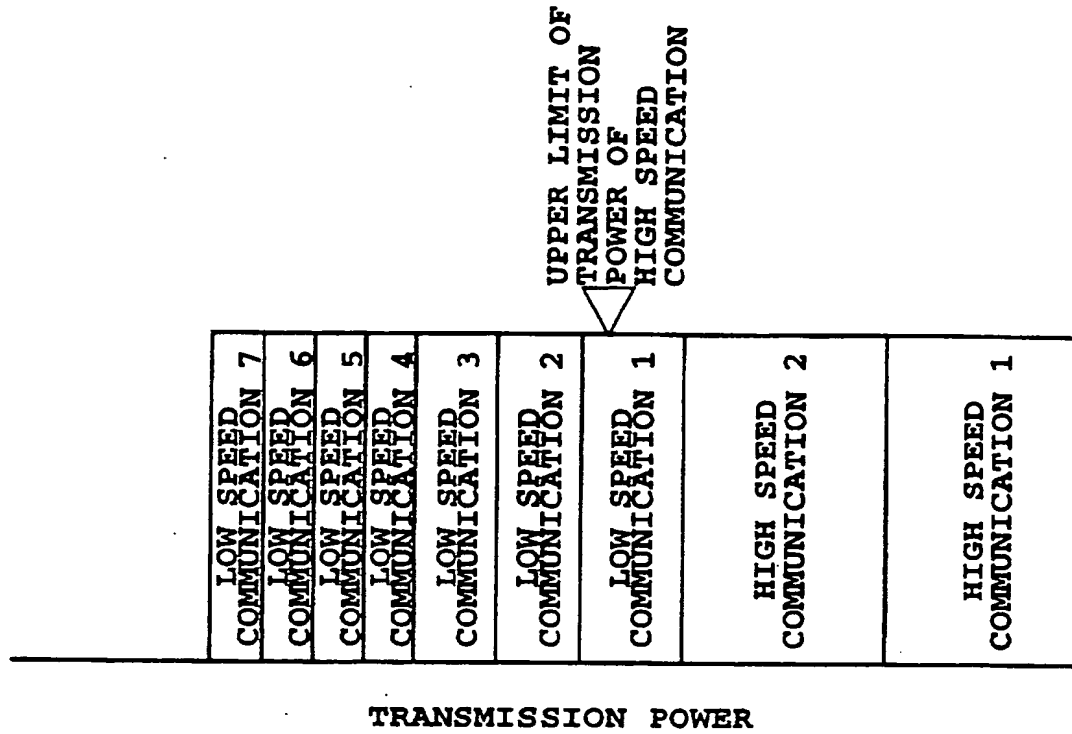 UPPER LIMIT OF
TRANSMISSION
POWER OF
HIGH SPEED
COMMUNICATION
LOW SPEED
COMMUNICATION 7
LOW SPEED
COMMUNICATION 6
LOW SPEED
COMMUNICATION 5
LOW SPEED
COMMUNICATION 4
LOW SPEED
COMMUNICATION 3
LOW SPEED
COMMUNICATION 2
LOW SPEED
COMMUNICATION 1
HIGH SPEED
COMMUNICATION 2
HIGH SPEED
COMMUNICATION 1
TRANSMISSION POWER